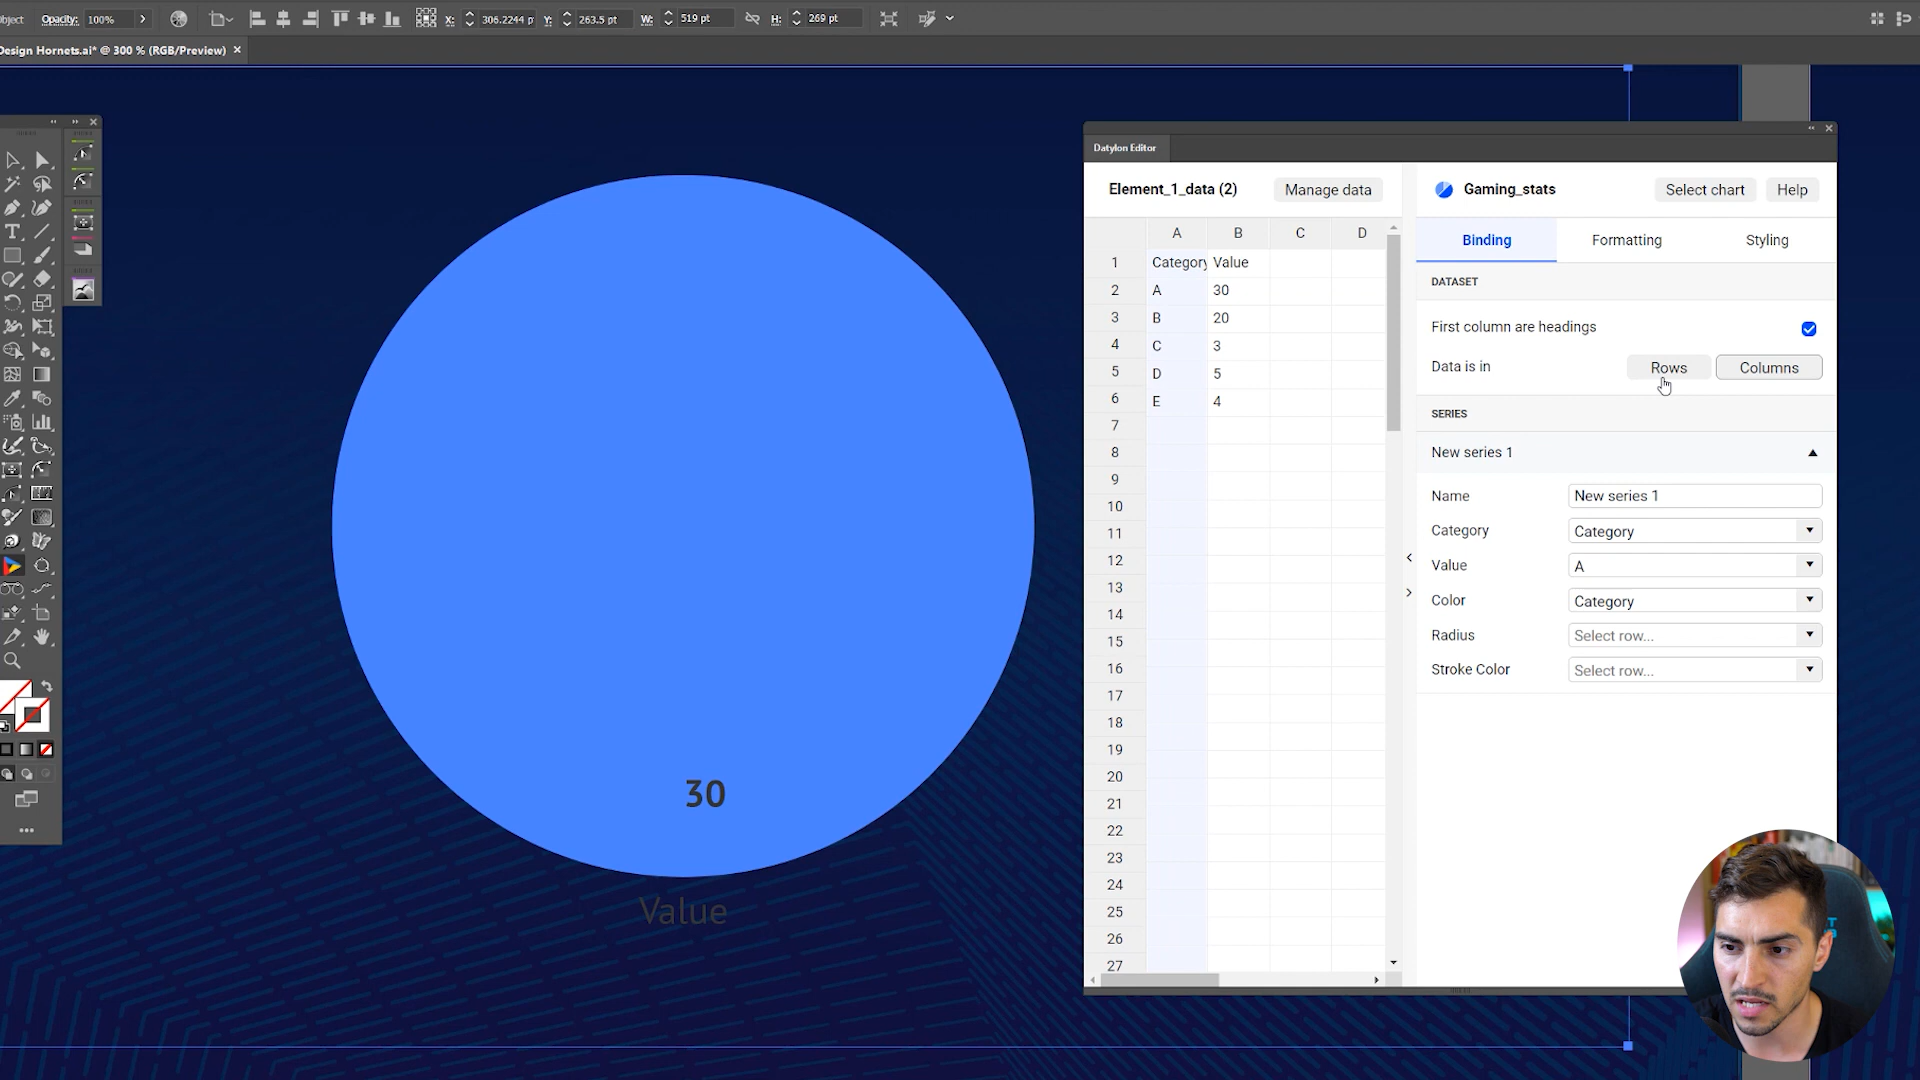 bject Opacity: 100% X: 306.2244 p Y: 263.5 pt W: 519 pt H: 269 pt
Design Hornets.ai* @ 300 % (RGB/Preview) ×
Datylon Editor
Element_1_data (2) Manage data
Gaming_stats Select chart Help
A B C D
Binding Formatting Styling
1 Category Value
2 A 30
3 B 20
4 C 3
5 D 5
6 E 4
7
8
9
10
11
12
13
14
15
16
17
18
19
20
21
22
23
24
25
26
27
DATASET
First column are headings
Data is in Rows Columns
SERIES
New series 1
Name New series 1
Category Category
Value A
Color Category
Radius Select row...
Stroke Color Select row...
30
Value